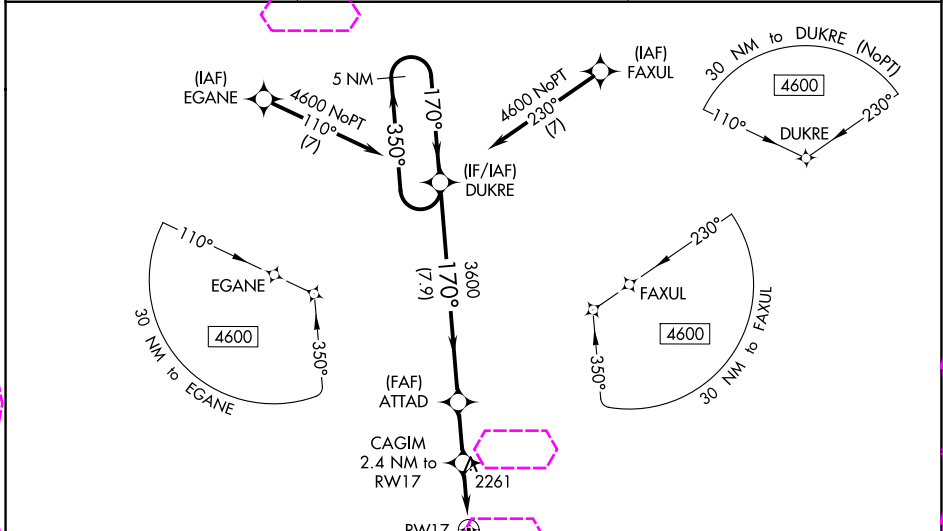 (IAF)
EGANE
4600 NoPT
110°
(7)
5 NM
170°
350°
(IF/IAF)
DUKRE
(IAF)
FAXUL
4600 NoPT
230°
(7)
30 NM to DUKRE (NoPT)
4600
110°
230°
DUKRE
110°
EGANE
4600
350°
30 NM to EGANE
3600
170°
(7.9)
230°
FAXUL
4600
350°
30 NM to FAXUL
(FAF)
ATTAD
CAGIM
2.4 NM to
RW17
2261
RW17